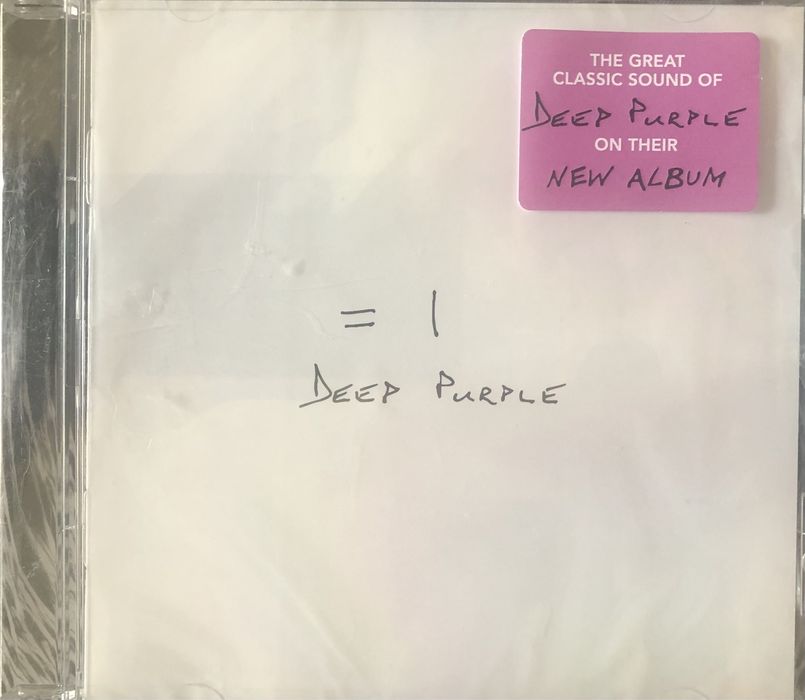 THE GREAT
CLASSIC SOUND OF
DEEP PURPLE
ON THEIR
NEW ALBUM
= 1
DEEP PURPLE